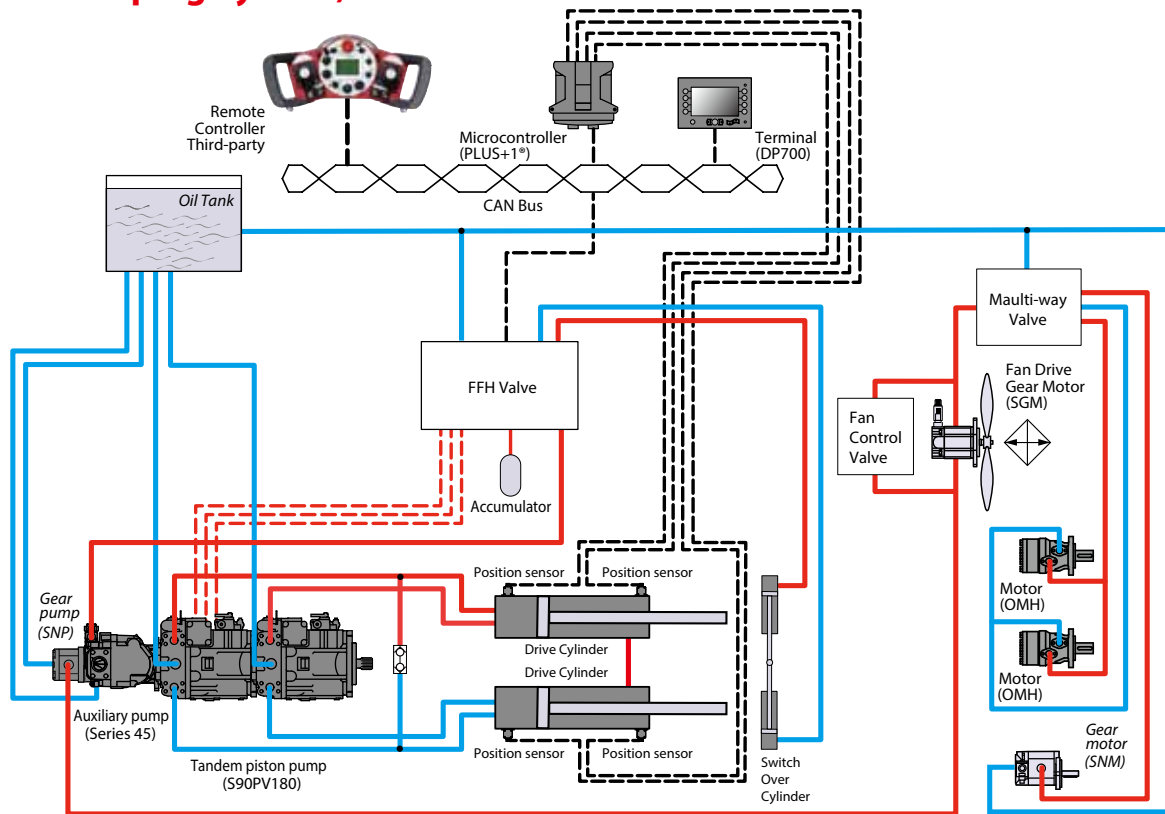 Remote
Controller
Third-party
Microcontroller
(PLUS+1®)
Terminal
(DP700)
CAN Bus
Oil Tank
Maulti-way
Valve
FFH Valve
Fan Drive
Gear Motor
(SGM)
Fan
Control
Valve
Accumulator
Position sensor
Position sensor
Gear
pump
(SNP)
Motor
(OMH)
Drive Cylinder
Drive Cylinder
Motor
(OMH)
Auxiliary pump
(Series 45)
Position sensor
Position sensor
Tandem piston pump
(S90PV180)
Switch
Over
Cylinder
Gear
motor
(SNM)